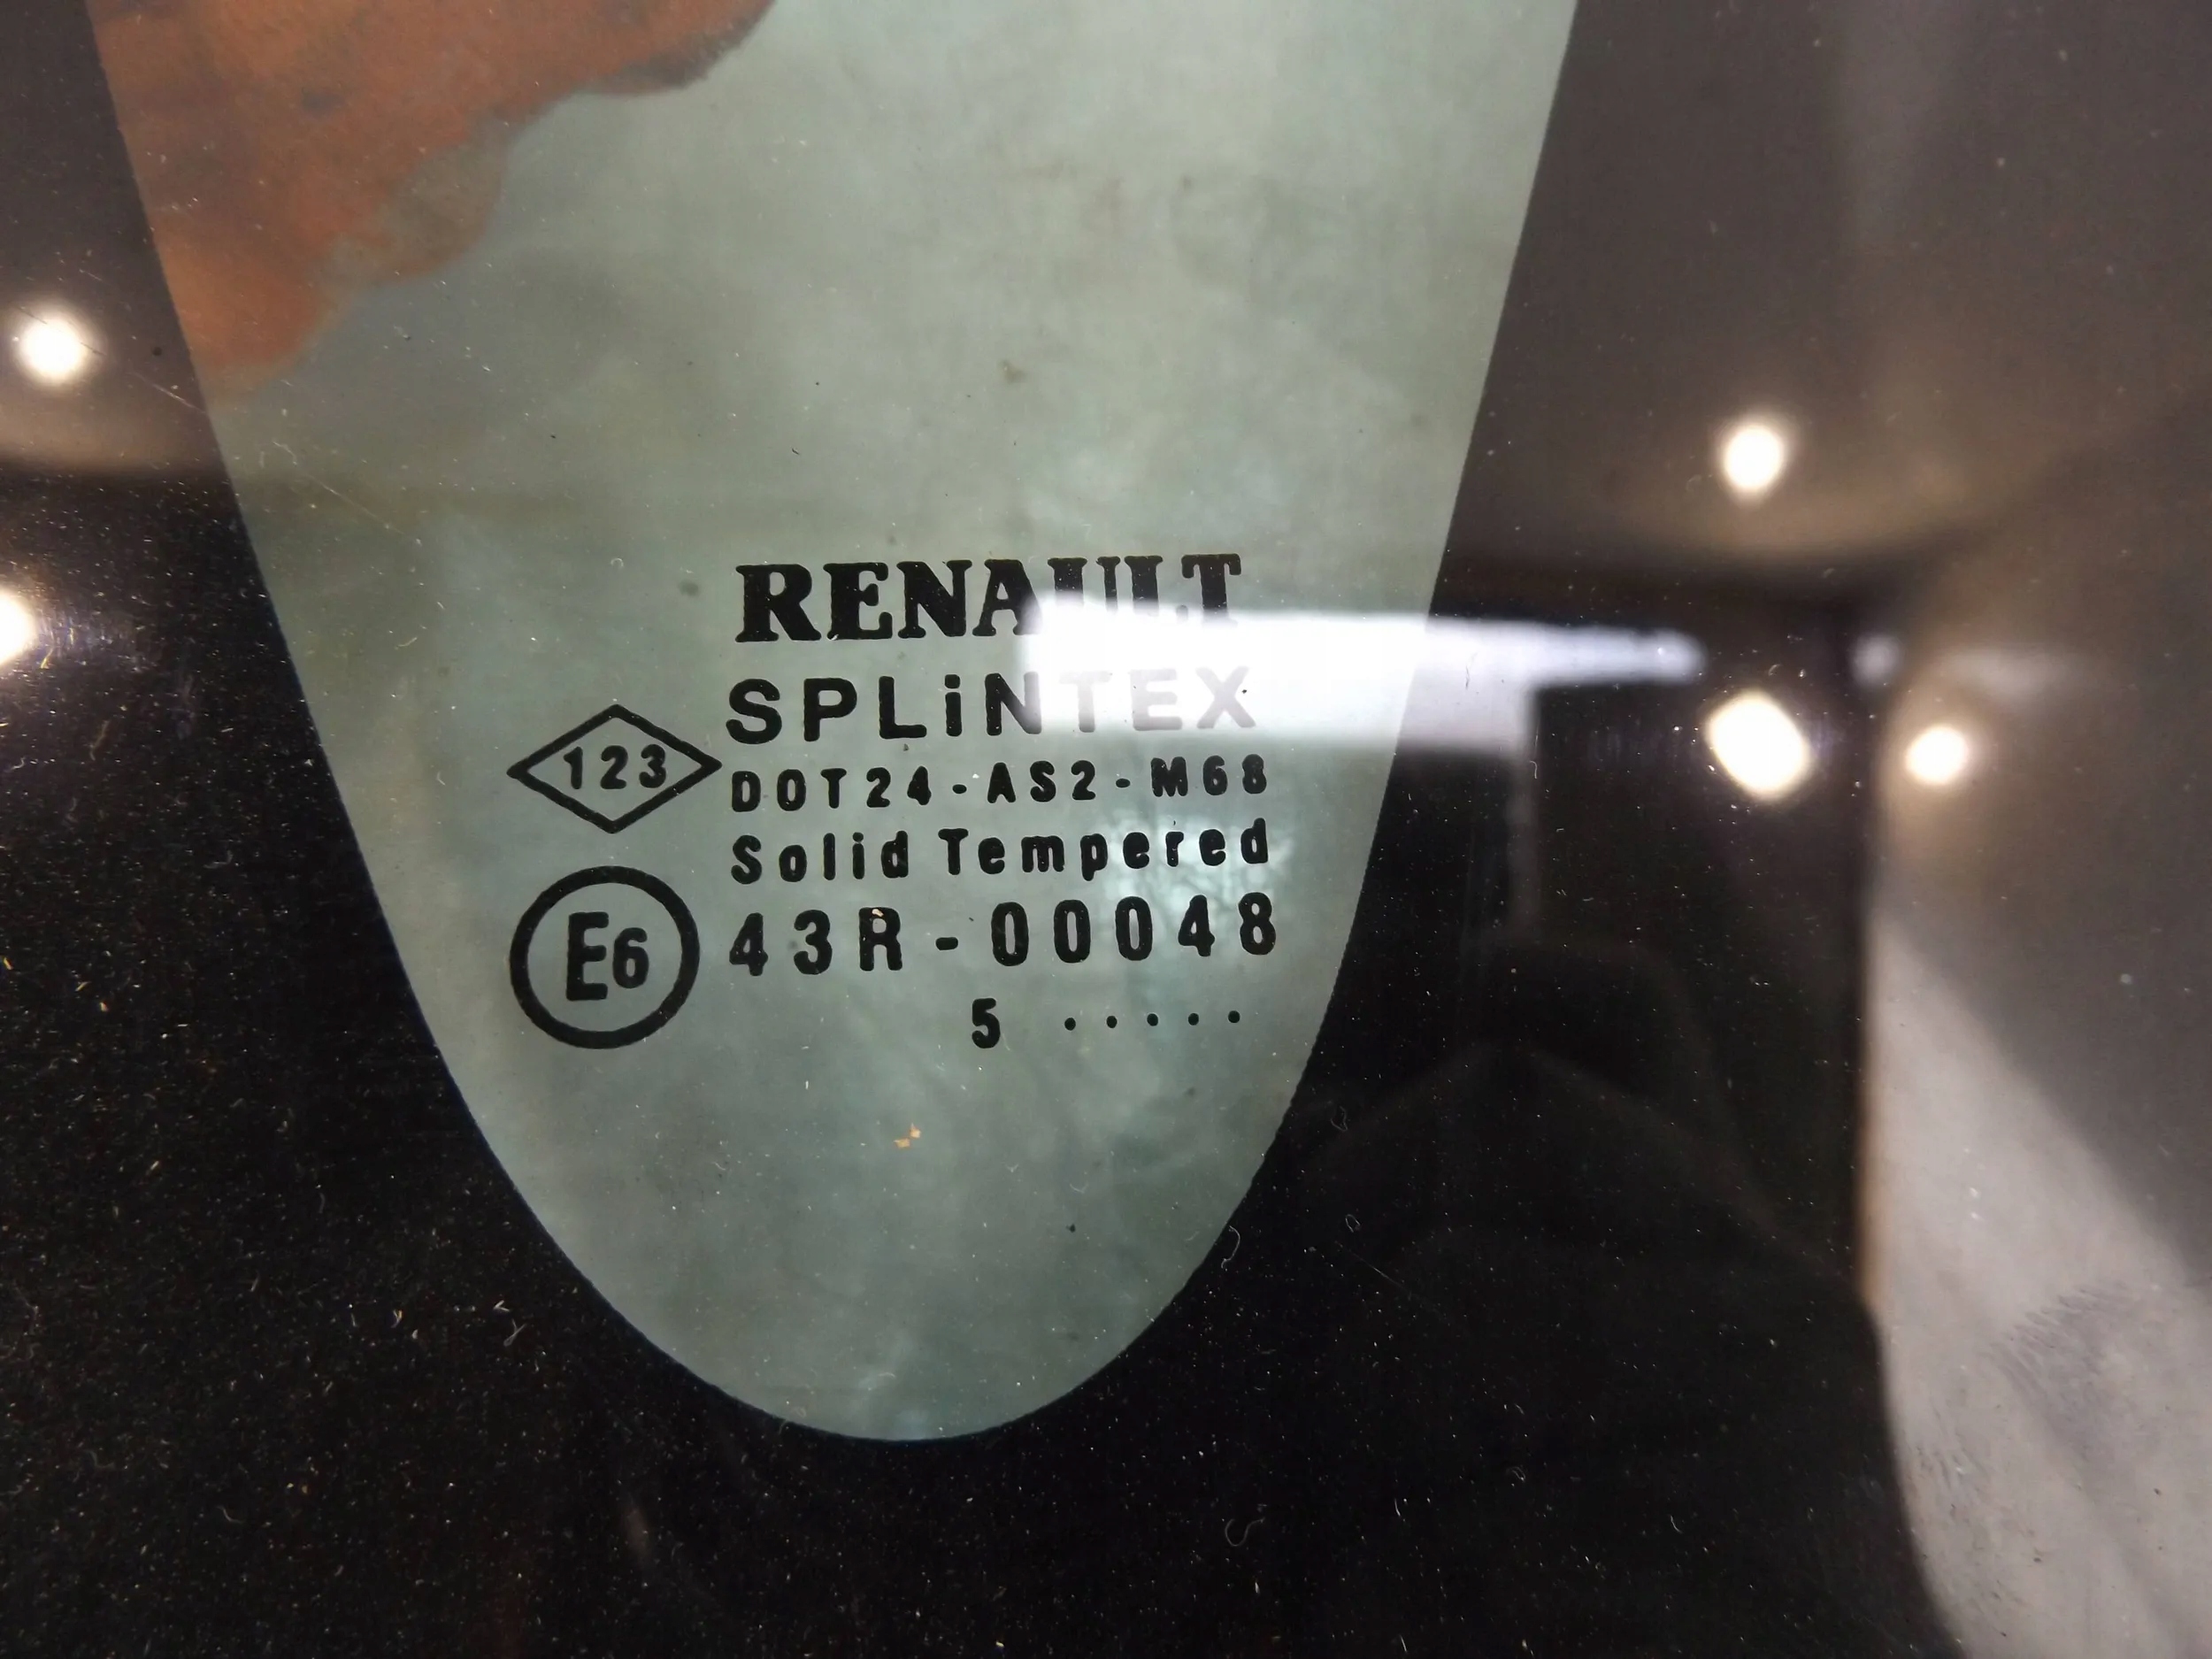 RENAULT
SPLiNTEX
123
DOT24-AS2-M68
Solid Tempered
E6
43R-00048
5 .....